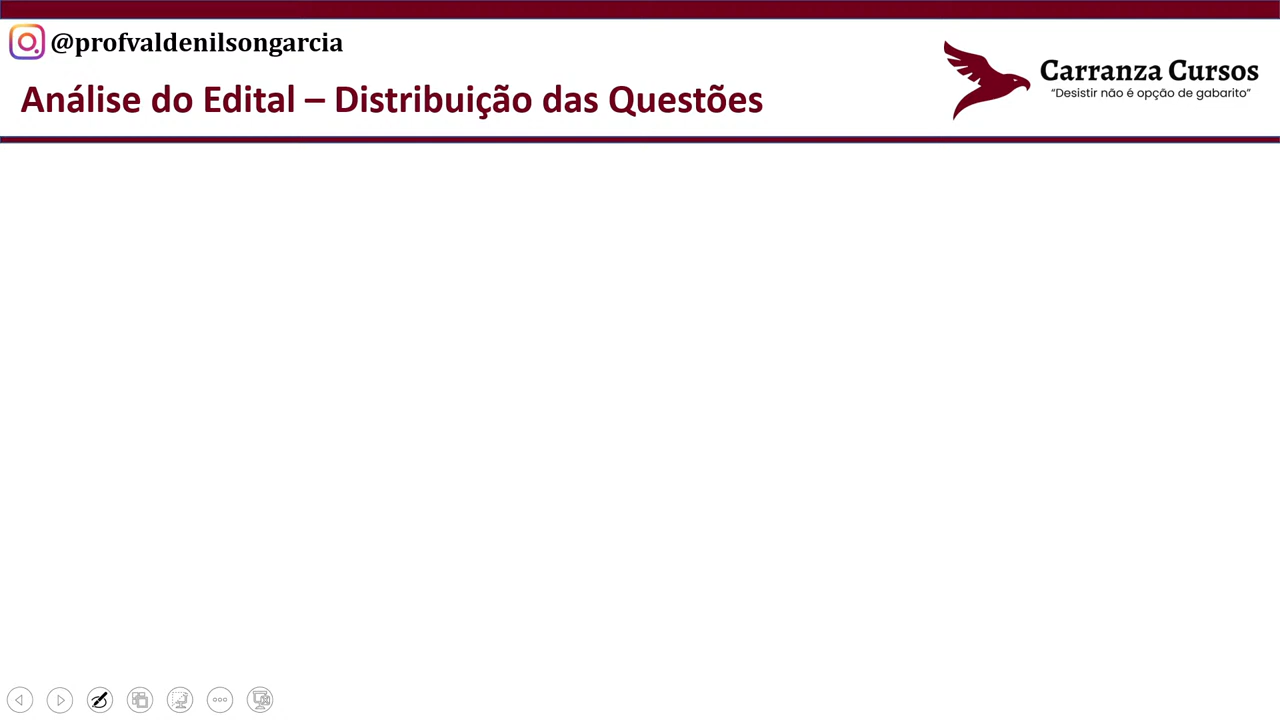 @profvaldenilsongarcia
Análise do Edital – Distribuição das Questões
Carranza Cursos
“Desistir não é opção de gabarito”